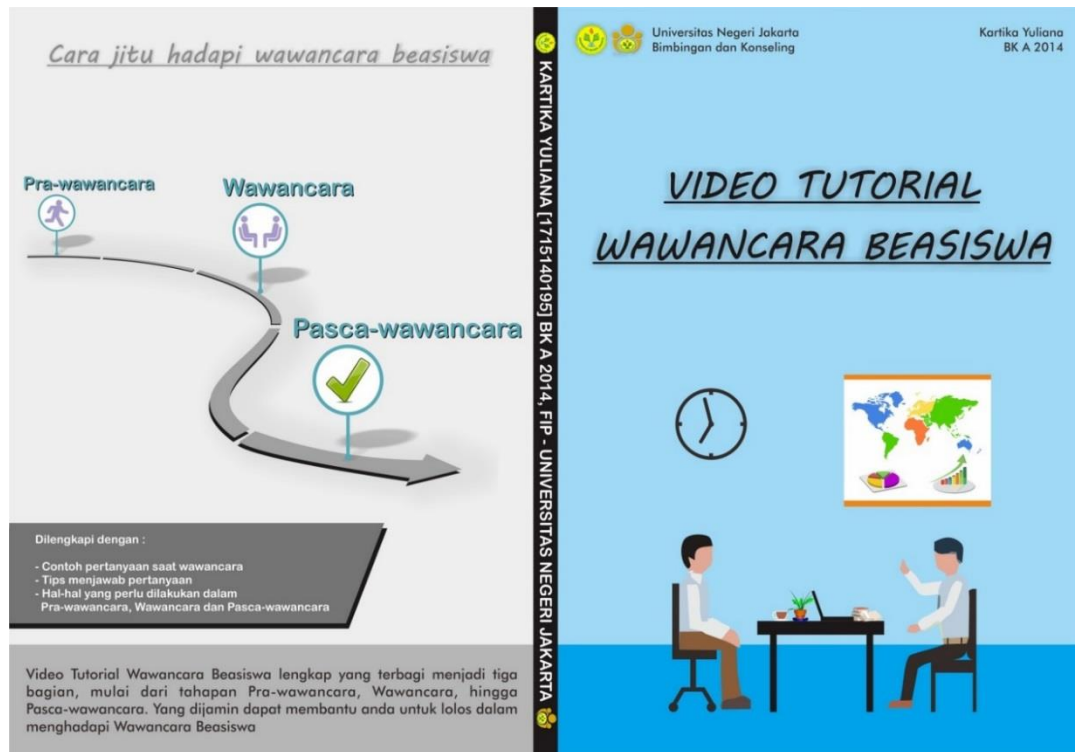 Cara jitu hadapi wawancara beasiswa
Pra-wawancara
Wawancara
Pasca-wawancara
Dilengkapi dengan :
- Contoh pertanyaan saat wawancara
- Tips menjawab pertanyaan
- Hal-hal yang perlu dilakukan dalam
Pra-wawancara, Wawancara dan Pasca-wawancara
Video Tutorial Wawancara Beasiswa lengkap yang terbagi menjadi tiga
bagian, mulai dari tahapan Pra-wawancara, Wawancara, hingga
Pasca-wawancara. Yang dijamin dapat membantu anda untuk lolos dalam
menghadapi Wawancara Beasiswa
KARTIKA YULIANA [1715140195] BK A 2014, FIP - UNIVERSITAS NEGERI JAKARTA
Universitas Negeri Jakarta
Bimbingan dan Konseling
Kartika Yuliana
BK A 2014
VIDEO TUTORIAL
WAWANCARA BEASISWA